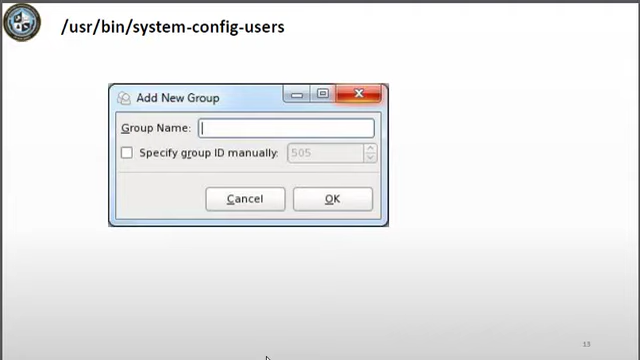 /usr/bin/system-config-users
Add New Group
Group Name:
Specify group ID manually:
505
Cancel
OK
13